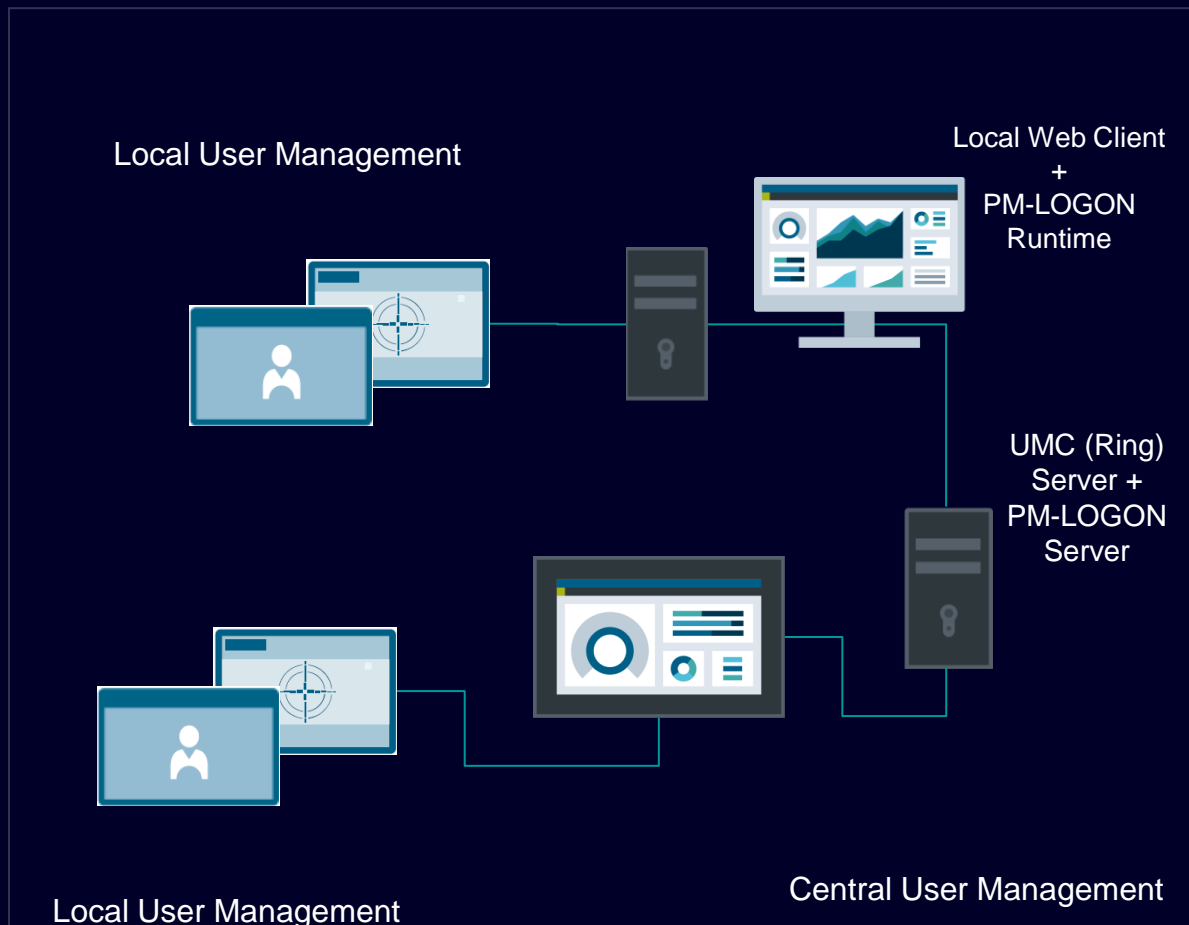 Local User Management
Local Web Client
+
PM-LOGON
Runtime
UMC (Ring)
Server +
PM-LOGON
Server
Central User Management
Local User Management